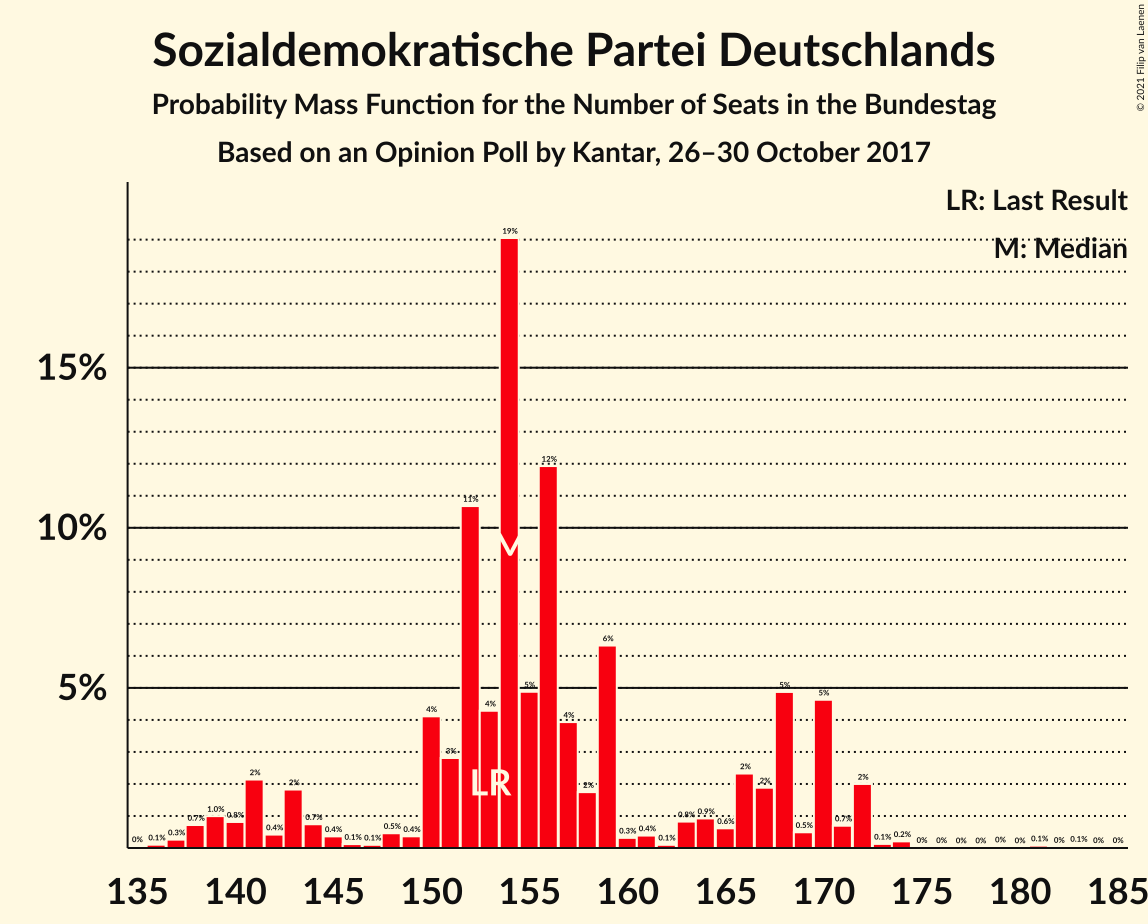 Sozialdemokratische Partei Deutschlands
Probability Mass Function for the Number of Seats in the Bundestag
Based on an Opinion Poll by Kantar, 26–30 October 2017
© 2021 Filip van Laenen
LR: Last Result
M: Median
15%
10%
5%
0% 0.1% 0.3% 0.7% 1.0% 0.8% 2% 0.4% 2% 0.7% 0.4% 0.1% 0.1% 0.5% 0.4% 4% 3% 11% 4% 19% 5% 12% 4% 2% 6% 0.3% 0.4% 0.1% 0.8% 0.9% 0.6% 2% 2% 5% 0.5% 5% 0.7% 2% 0.1% 0.2% 0% 0% 0% 0% 0% 0% 0.1% 0% 0.1% 0% 0%
M
LR
135 140 145 150 155 160 165 170 175 180 185